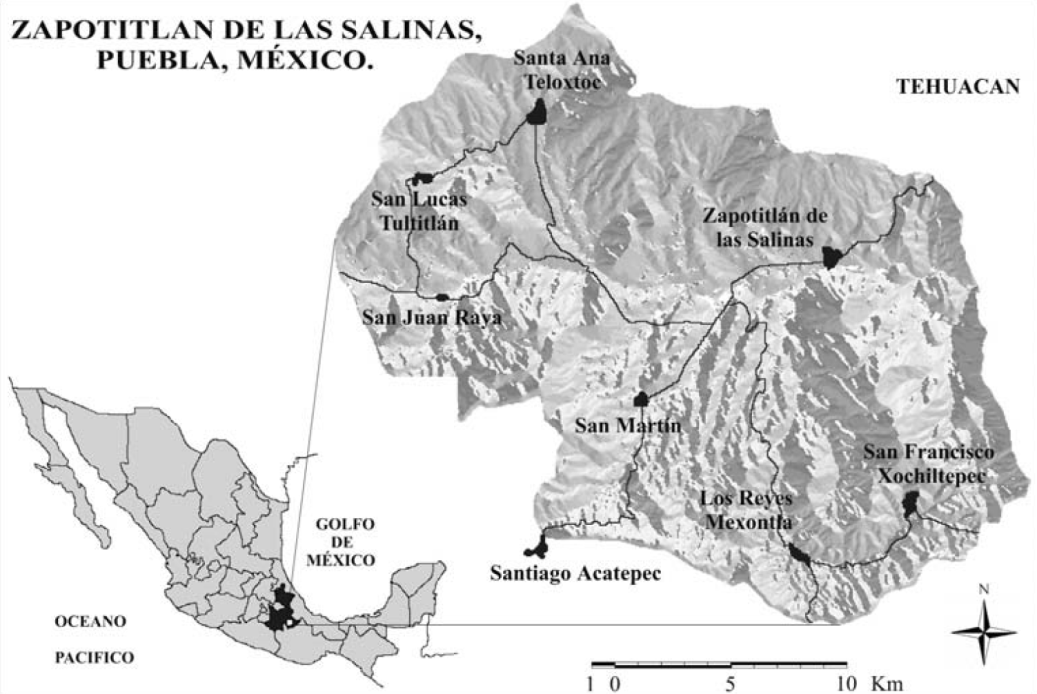 ZAPOTITLAN DE LAS SALINAS,
PUEBLA, MÉXICO.
Santa Ana
Teloxtoc
TEHUACAN
San Lucas
Tultitlán
Zapotitlán de
las Salinas
San Juan Raya
San Martín
San Francisco
Xochiltepec
Los Reyes
Mexontla
Santiago Acatepec
GOLFO
DE
MÉXICO
OCEANO
PACIFICO
N
1 0 5 10 Km